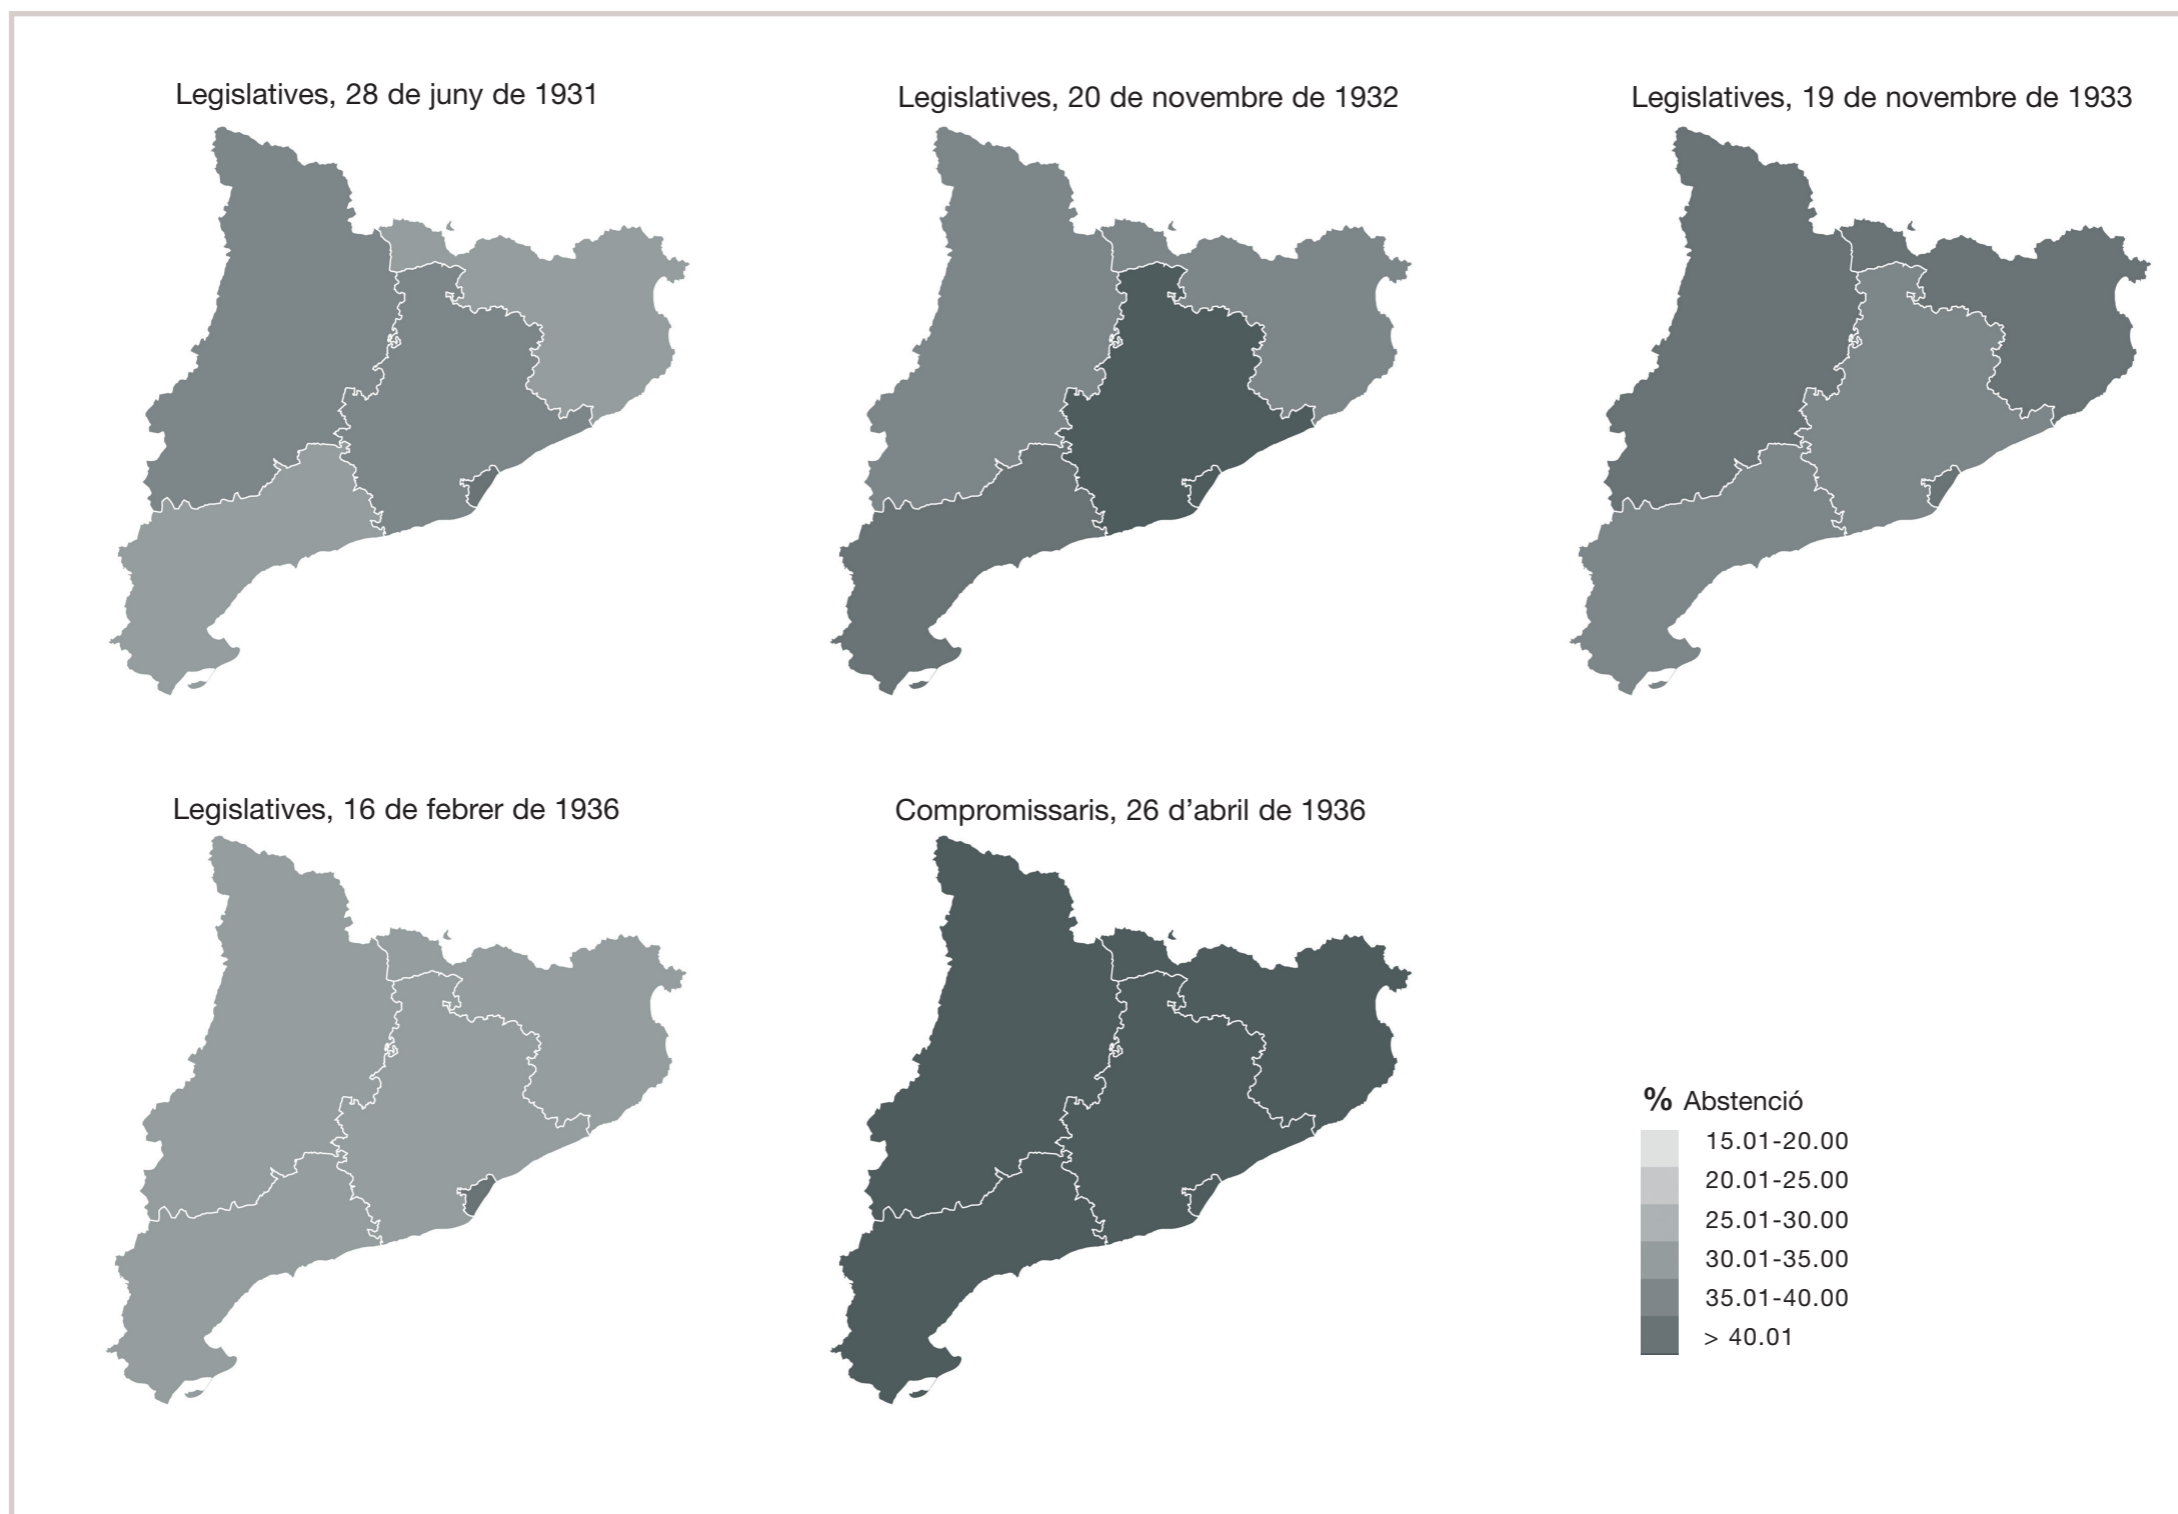 Legislatives, 28 de juny de 1931
Legislatives, 20 de novembre de 1932
Legislatives, 19 de novembre de 1933
Legislatives, 16 de febrer de 1936
Compromissaris, 26 d’abril de 1936
% Abstenció
15.01-20.00
20.01-25.00
25.01-30.00
30.01-35.00
35.01-40.00
> 40.01